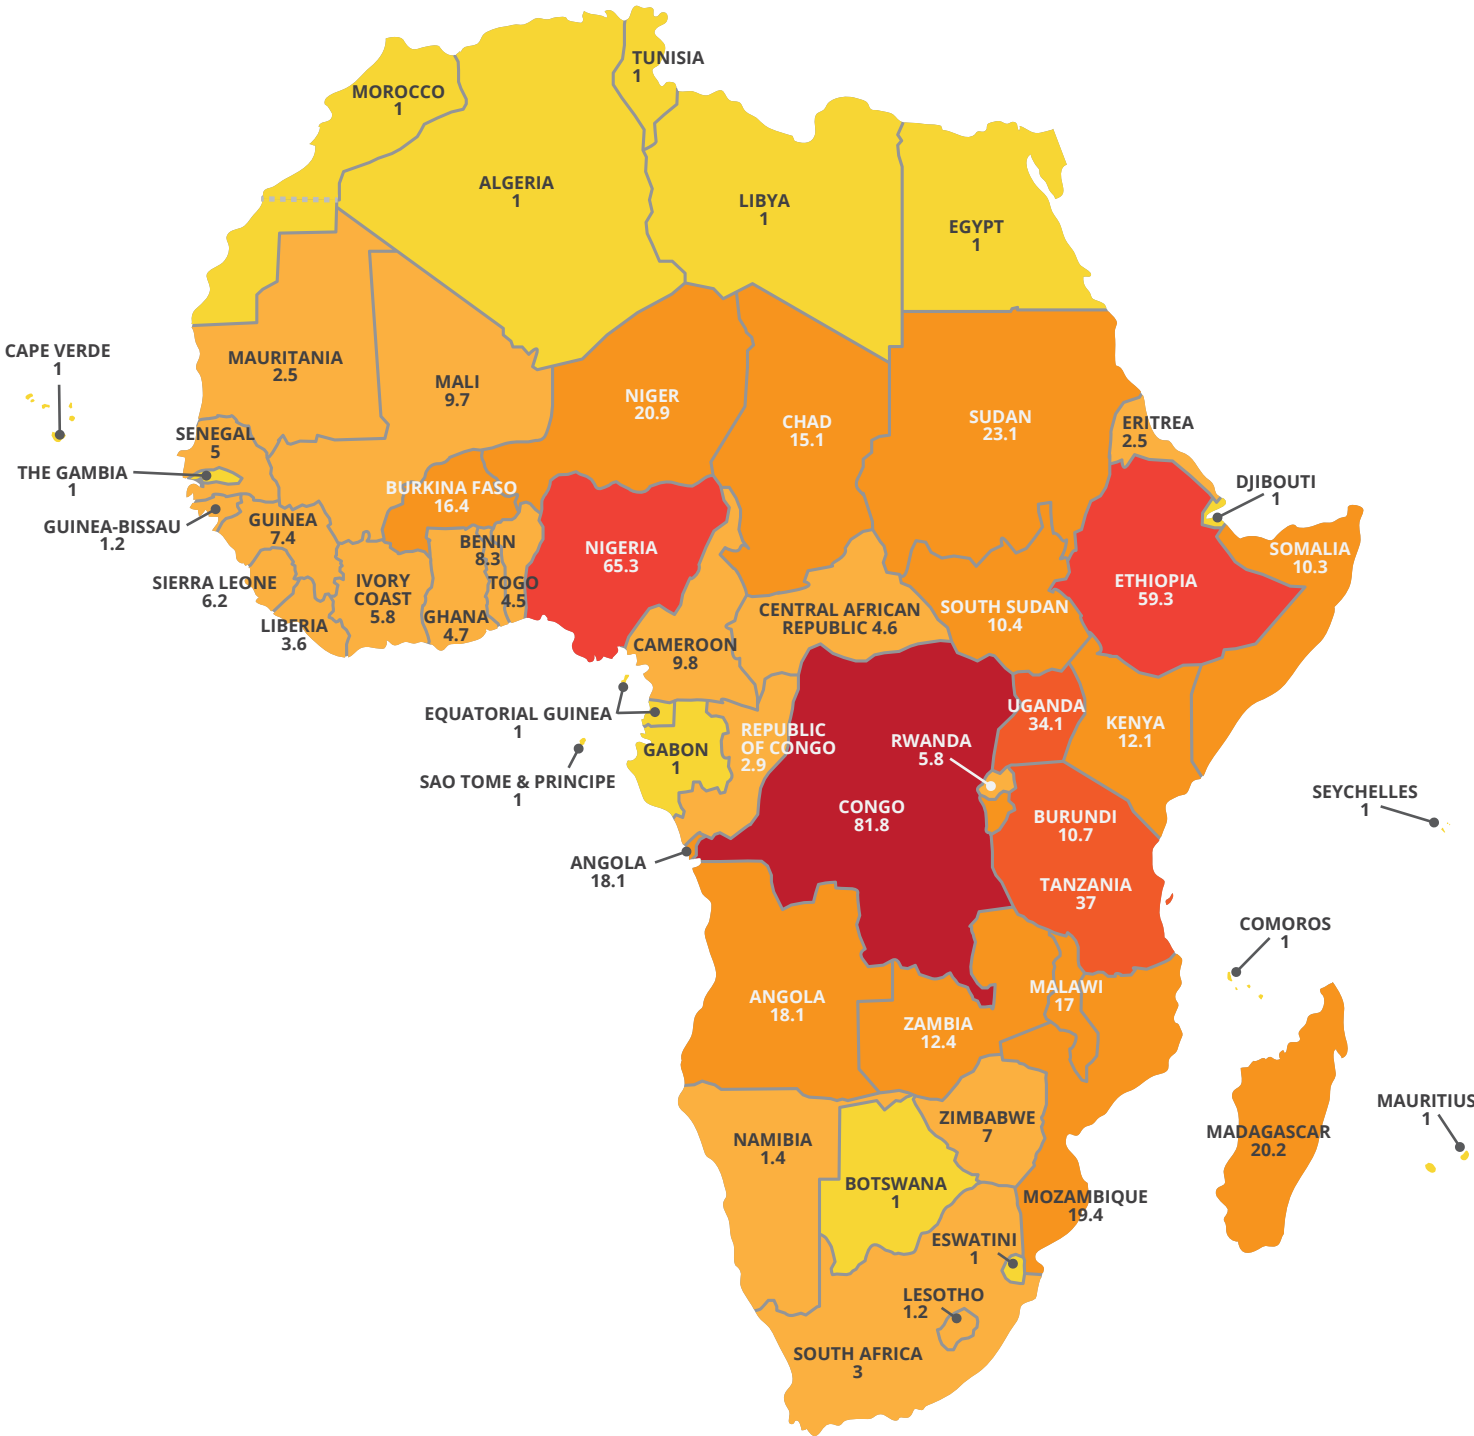 TUNISIA
1
MOROCCO
1
ALGERIA
1
LIBYA
1
EGYPT
1
CAPE VERDE
1
MAURITANIA
2.5
MALI
9.7
NIGER
20.9
CHAD
15.1
SUDAN
23.1
ERITREA
2.5
SENEGAL
5
THE GAMBIA
1
DJIBOUTI
1
BURKINA FASO
16.4
GUINEA-BISSAU
1.2
GUINEA
7.4
BENIN
8.3
NIGERIA
65.3
SOMALIA
10.3
ETHIOPIA
59.3
SIERRA LEONE
6.2
IVORY
COAST
5.8
TOGO
4.5
GHANA
4.7
LIBERIA
3.6
CENTRAL AFRICAN
REPUBLIC 4.6
SOUTH SUDAN
10.4
CAMEROON
9.8
EQUATORIAL GUINEA
1
UGANDA
34.1
KENYA
12.1
REPUBLIC
OF CONGO
2.9
RWANDA
5.8
GABON
1
SAO TOME & PRINCIPE
1
SEYCHELLES
1
CONGO
81.8
BURUNDI
10.7
ANGOLA
18.1
TANZANIA
37
COMOROS
1
MALAWI
17
ANGOLA
18.1
ZAMBIA
12.4
MAURITIUS
1
ZIMBABWE
7
MADAGASCAR
20.2
NAMIBIA
1.4
BOTSWANA
1
MOZAMBIQUE
19.4
ESWATINI
1
LESOTHO
1.2
SOUTH AFRICA
3